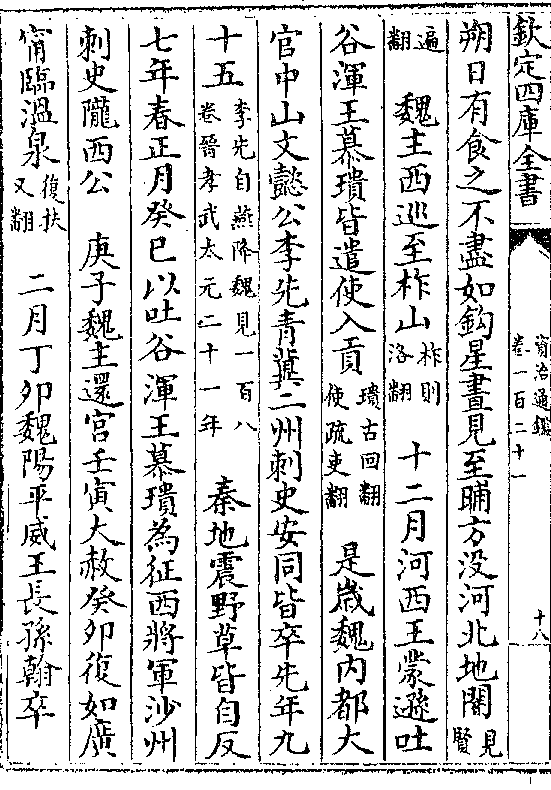 欽定四庫全書
資治通鑑
卷一百二十一
十八
朔日有食之不盡如鈎星晝見至晡方没河北地闇見賢
遍翻　魏主西巡至柞山柞則洛翻　十二月河西王蒙遜吐
谷渾王慕璝皆遣使入貢璝古回翻使疏吏翻　是歲魏内都大
官中山文懿公李先青冀二州刺史安同皆卒先年九
十五李先自燕降魏見一百八卷晉孝武太元二十一年　秦地震野草皆自反
七年春正月癸巳以吐谷渾王慕璝為征西將軍沙州
刺史隴西公　庚子魏主還宫壬寅大赦癸卯復如廣
甯臨温泉復扶又翻　二月丁卯魏陽平威王長孫翰卒